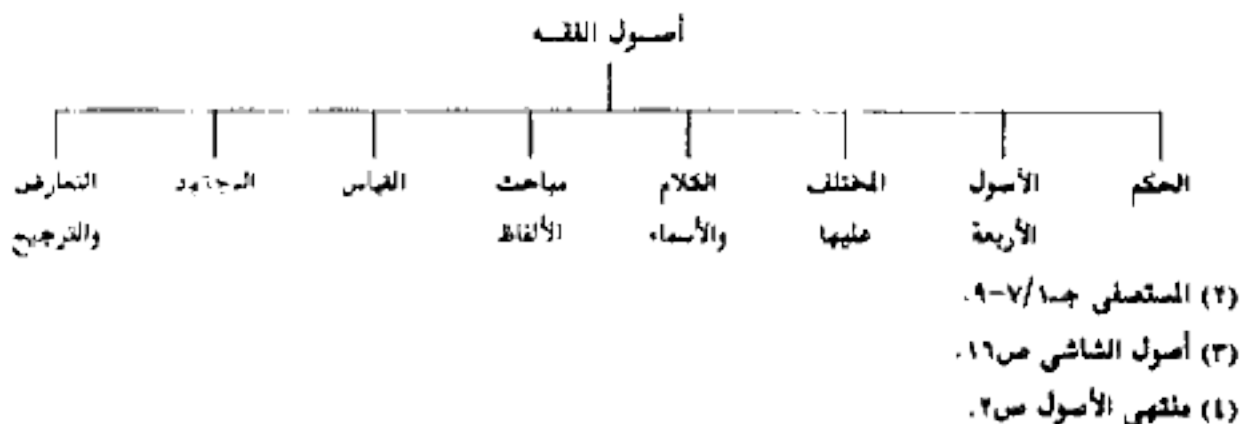 أصول الفقه
الحكم الأصول المختلف الكلام مباحث القياس المجتهد التعارض
الأربعة عليها والأسماء الألفاظ والترجيح
(٢) المستصفى جـ١/٧-٩.
(٣) أصول الشاشي ص١٦.
(٤) منتهى الأصول ص٢.